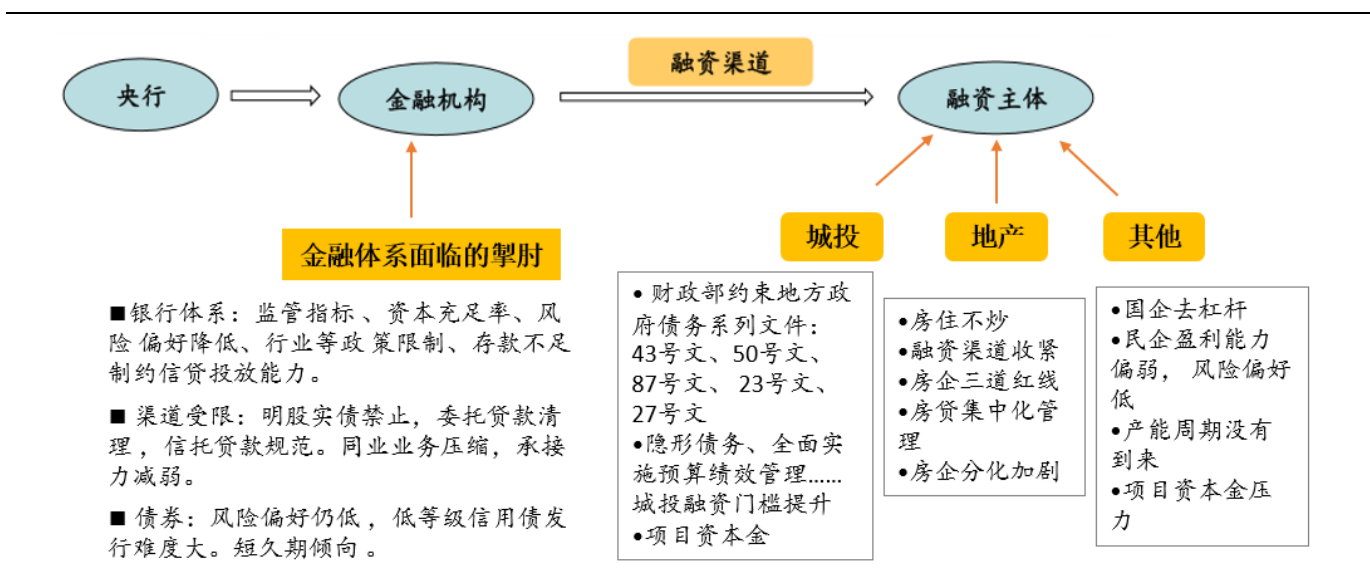 融资渠道
央行
金融机构
融资主体
金融体系面临的掣肘
■银行体系：监管指标、资本充足率、风
险 偏好降低、行业等政 策限制、存款不足
制约信贷投放能力。
■ 渠道受限：明股实债禁止，委托贷款清
理，信托贷款规范。同业业务压缩，承接
力减弱。
■ 债券：风险偏好仍低，低等级信用债发
行难度大。短久期倾向 。
城投
• 财政部约束地方政
府债务系列文件：
43号文、50号文、
87号文、 23号文、
27号文
•隐形债务、全面实
施预算绩效管理……
城投融资门槛提升
•项目资本金
地产
•房住不炒
•融资渠道收紧
•房企三道红线
•房贷集中化管
理
•房企分化加剧
其他
•国企去杠杆
•民企盈利能力
偏弱， 风险偏好
低
•产能周期没有
到来
•项目资本金压
力